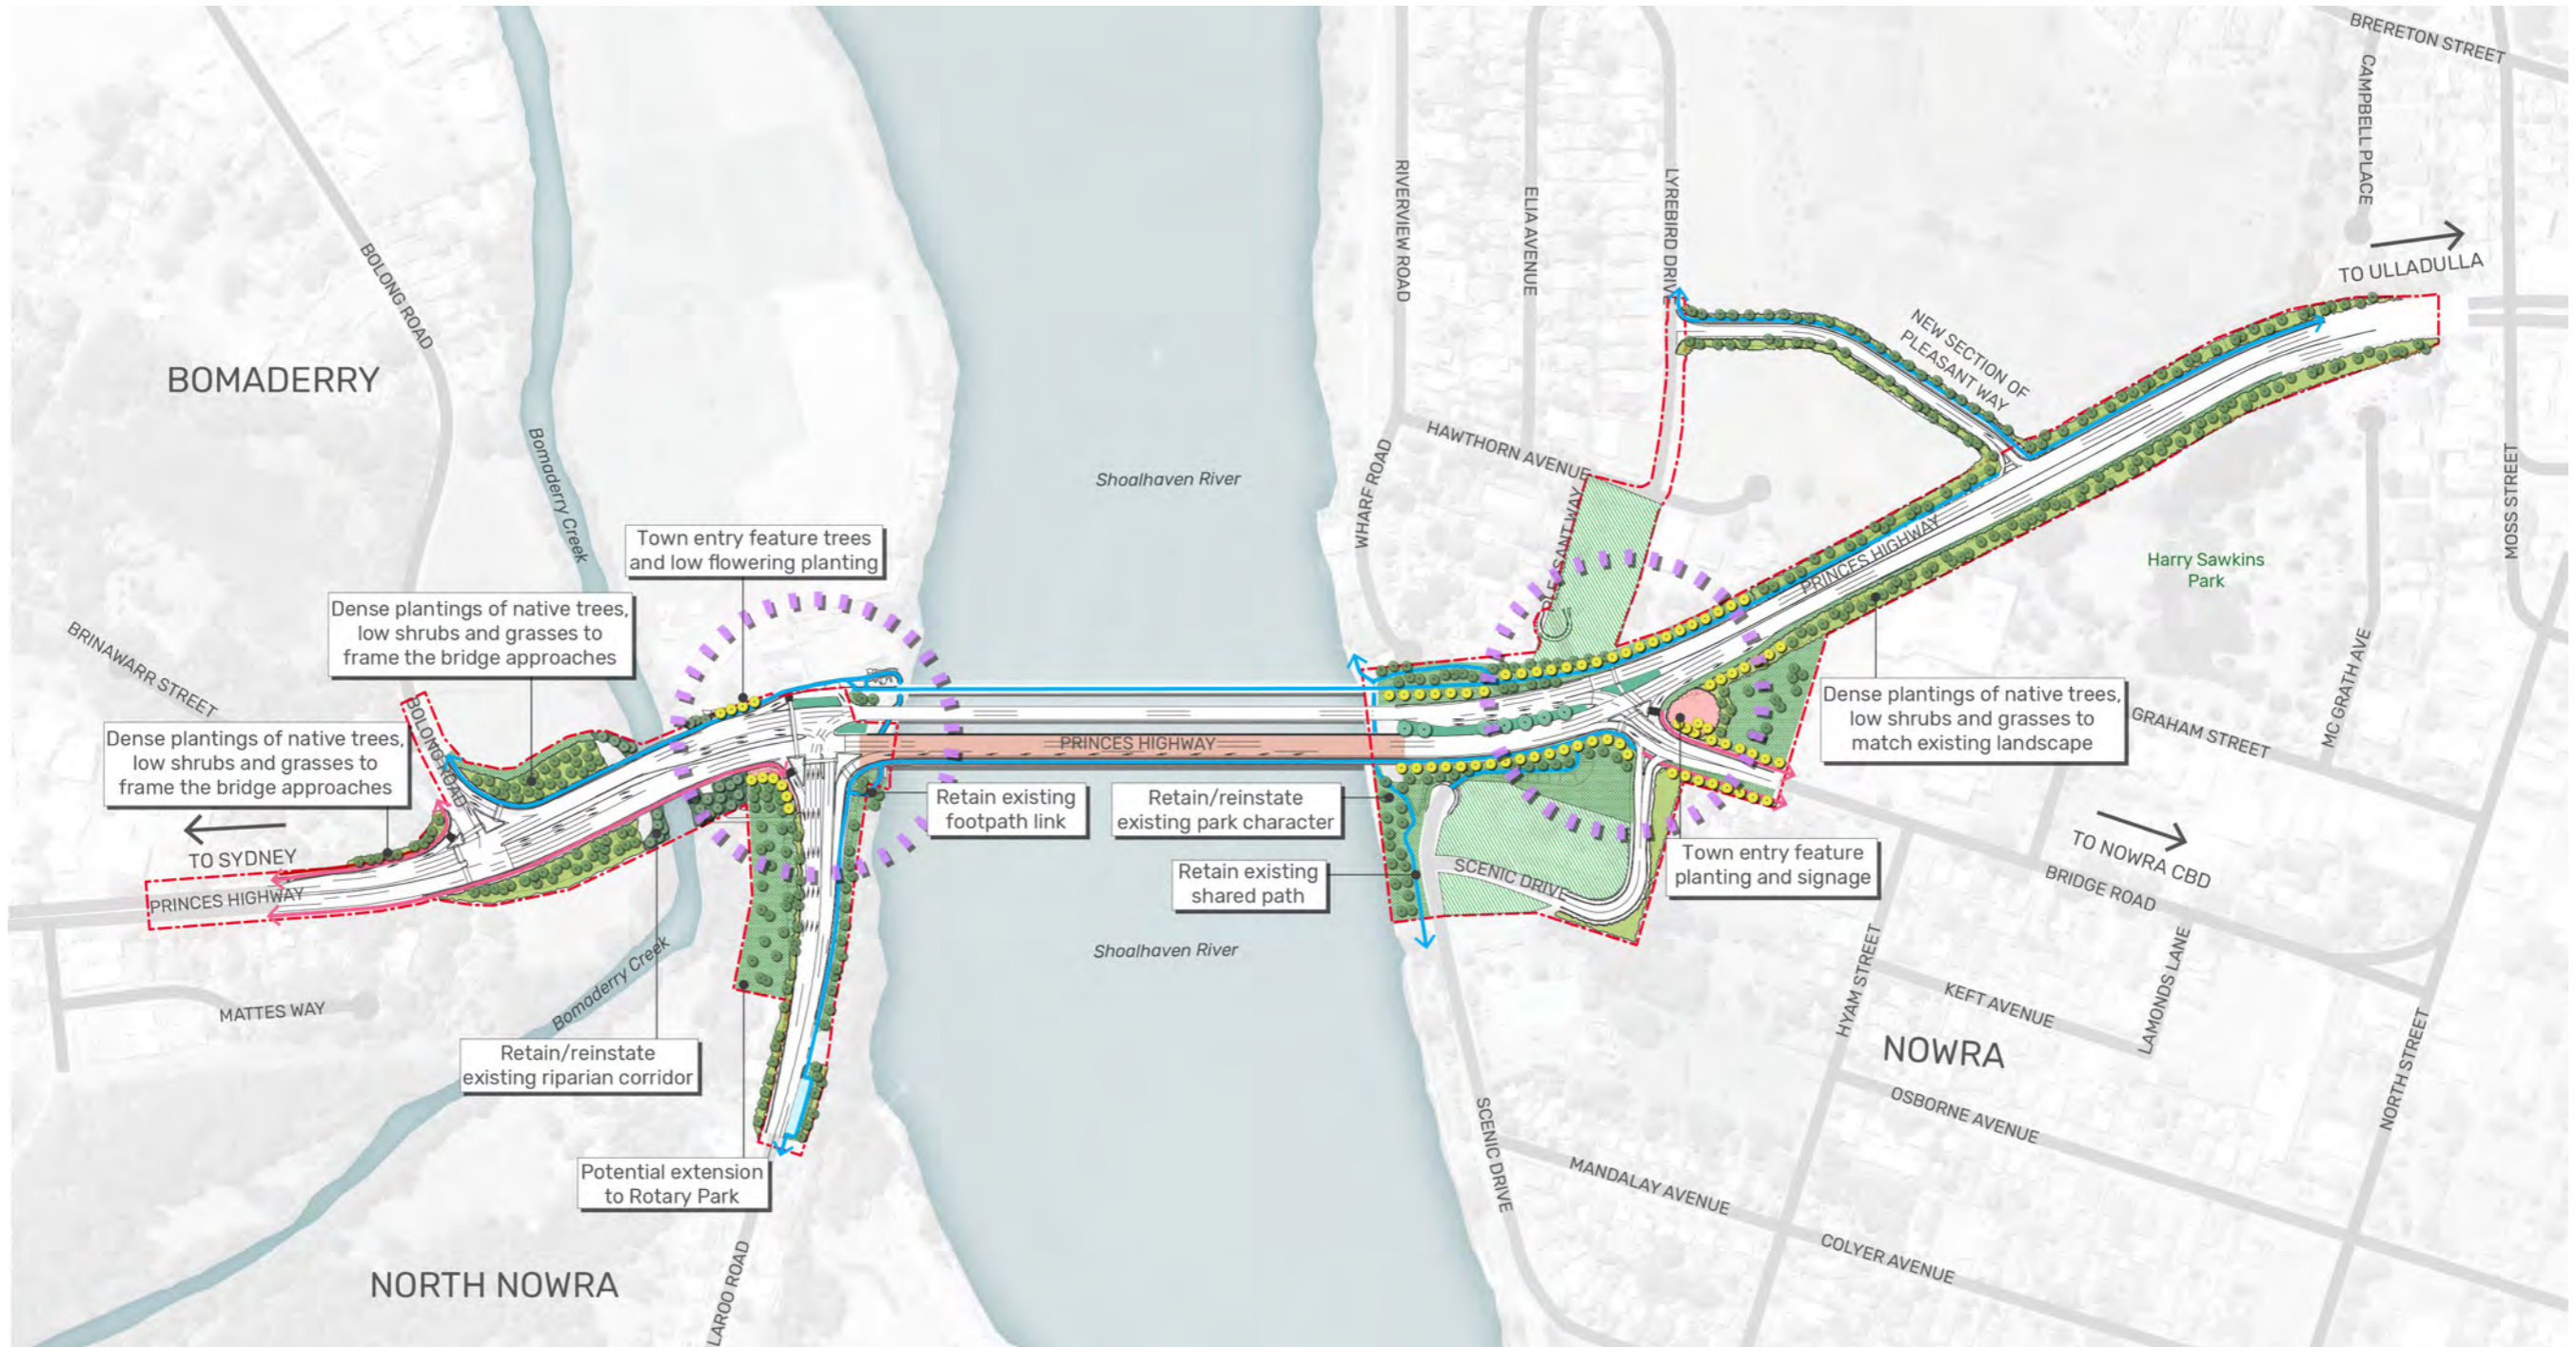 BRERETON STREET
CAMPBELL PLACE
TO ULLADULLA
RIVERVIEW ROAD
ELIA AVENUE
LYREBIRD DRIVE
BOLONG ROAD
BOMADERRY
NEW SECTION OF
PLEASANT WAY
Bomaderry Creek
Shoalhaven River
WHARF ROAD
HAWTHORN AVENUE
PLEASANT WAY
MOSS STREET
PRINCES HIGHWAY
Harry Sawkins
Park
Town entry feature trees
and low flowering planting
Dense plantings of native trees,
low shrubs and grasses to
frame the bridge approaches
BRINAWARR STREET
MC GRATH AVE
Dense plantings of native trees,
low shrubs and grasses to
frame the bridge approaches
BOLONG ROAD
PRINCES HIGHWAY
Dense plantings of native trees,
low shrubs and grasses to
match existing landscape
GRAHAM STREET
Retain existing
footpath link
Retain/reinstate
existing park character
TO SYDNEY
PRINCES HIGHWAY
Retain existing
shared path
SCENIC DRIVE
Town entry feature
planting and signage
TO NOWRA CBD
BRIDGE ROAD
Shoalhaven River
Bomaderry Creek
MATTES WAY
HYAM STREET
KEFT AVENUE
LAMONDS LANE
NOWRA
NORTH STREET
Retain/reinstate
existing riparian corridor
OSBORNE AVENUE
Potential extension
to Rotary Park
SCENIC DRIVE
MANDALAY AVENUE
COLYER AVENUE
NORTH NOWRA
LAROO ROAD